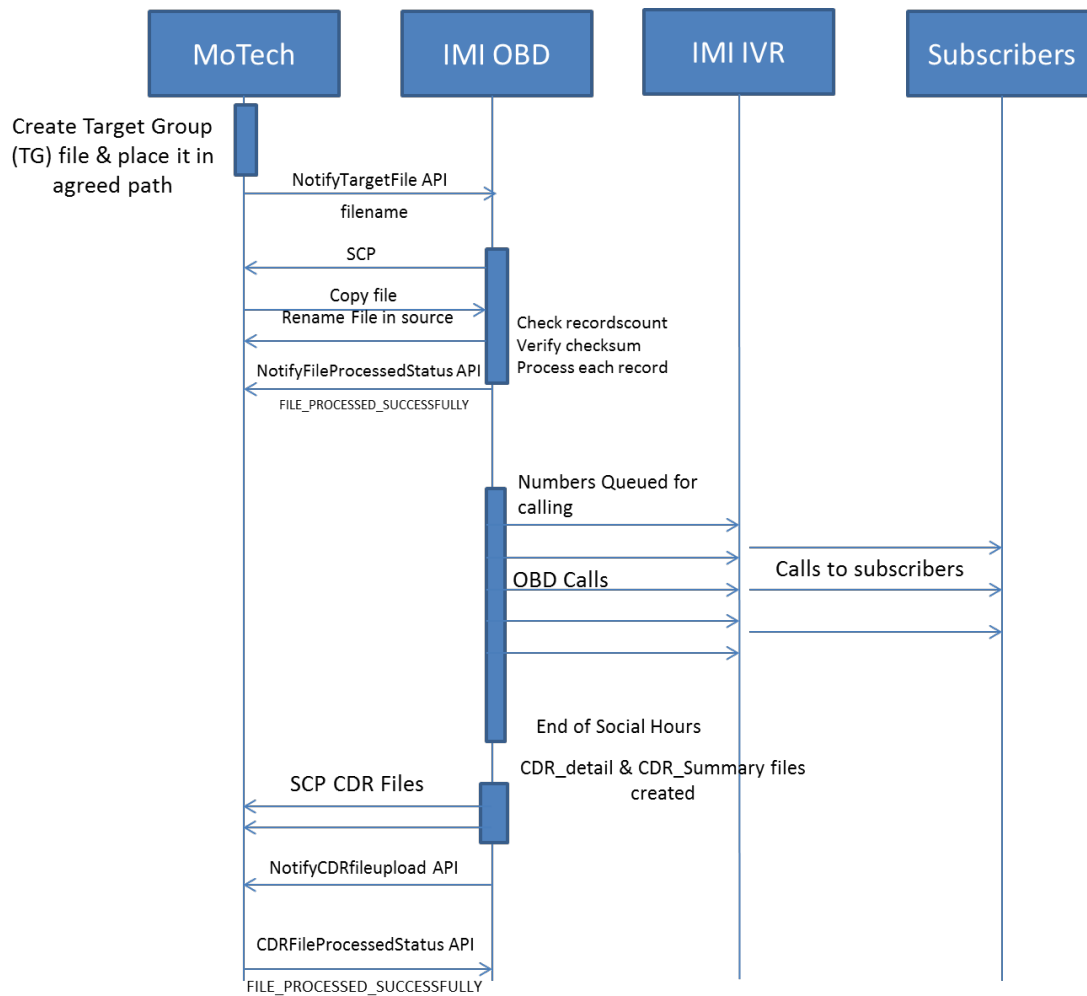 MoTech
IMI OBD
IMI IVR
Subscribers
Create Target Group
(TG) file & place it in
agreed path
NotifyTargetFile API
filename
SCP
Copy file
Rename File in source
Check recordscount
Verify checksum
Process each record
NotifyFileProcessedStatus API
FILE_PROCESSED_SUCCESSFULLY
Numbers Queued for
calling
OBD Calls
Calls to subscribers
End of Social Hours
CDR_detail & CDR_Summary files
created
SCP CDR Files
NotifyCDRfileupload API
CDRFileProcessedStatus API
FILE_PROCESSED_SUCCESSFULLY